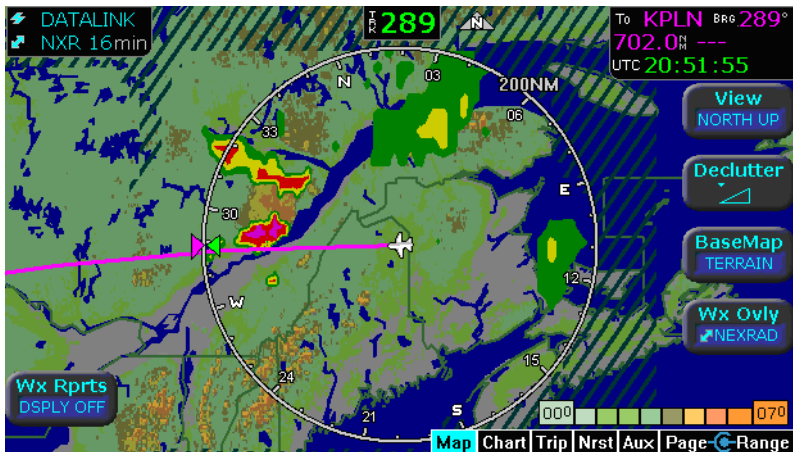 DATALINK
NXR 16min
TRK 289
N
To KPLN BRG 289°
702.0NM ---
UTC 20:51:55
200NM
N
03
06
E
12
15
S
21
24
W
30
33
View
NORTH UP
Declutter
BaseMap
TERRAIN
Wx Ovly
NEXRAD
Wx Rprts
DSPLY OFF
000 070
Map Chart Trip Nrst Aux Page Range